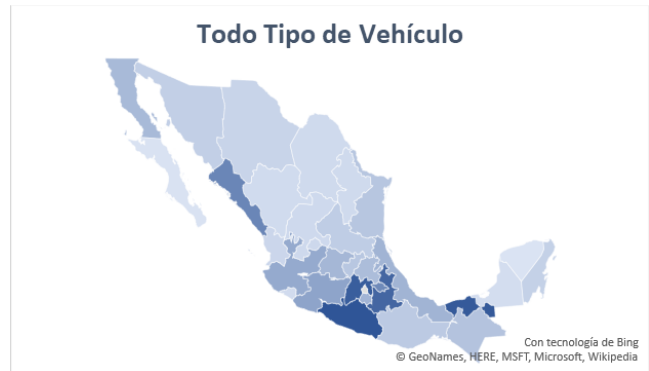 Todo Tipo de Vehículo
Con tecnología de Bing
© GeoNames, HERE, MSFT, Microsoft, Wikipedia